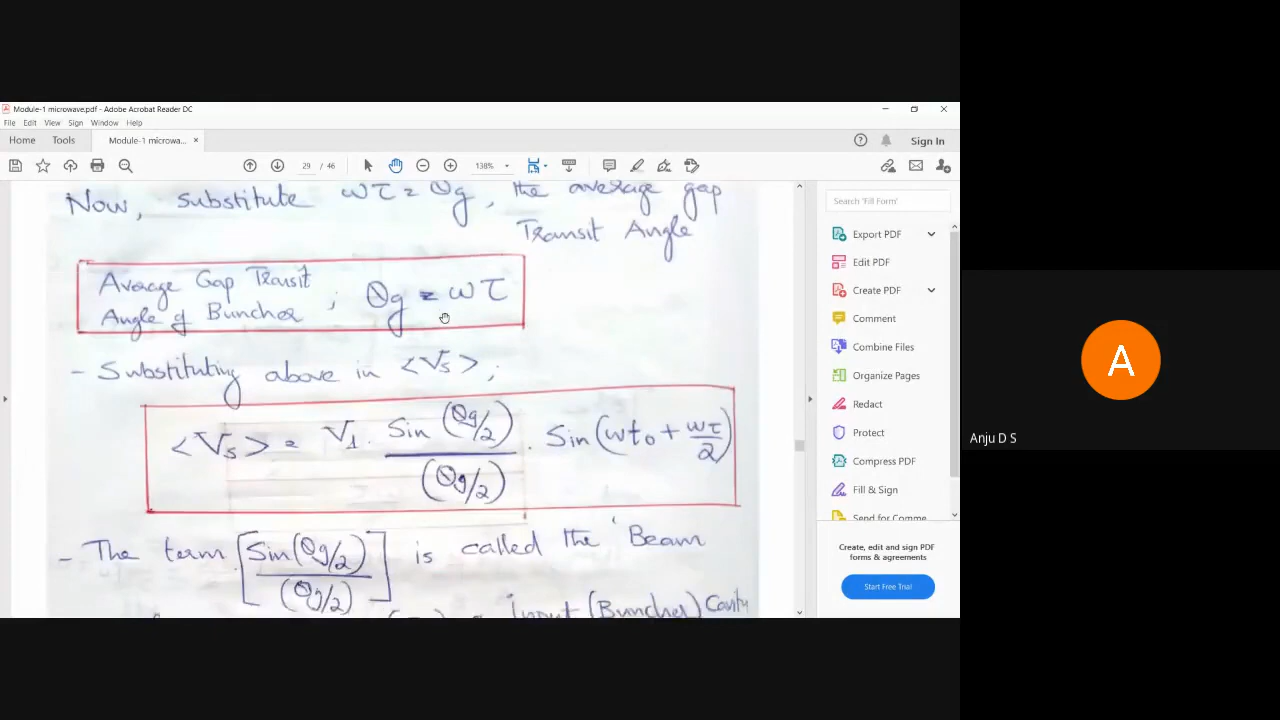 Module-1 microwave.pdf - Adobe Acrobat Reader DC
File Edit View Sign Window Help
Home Tools Module-1 microwa... × Sign In
29 / 46 138%
Now, substitute ωτ = θg, the average gap
Transit Angle
Average Gap Transit
Angle of Buncher ; θg = ωτ
- Substituting above in <Vs>,
<Vs> = V1 . Sin (θg/2) / (θg/2) . Sin (ωto + ωτ/2)
- The term [Sin(θg/2) / (θg/2)] is called the 'Beam
Input (Buncher) Cavity
Search 'Fill Form'
Export PDF
Edit PDF
Create PDF
Comment
Combine Files
Organize Pages
Redact
Protect
Compress PDF
Fill & Sign
Send for Comme
Create, edit and sign PDF
forms & agreements
Start Free Trial
A
Anju D S